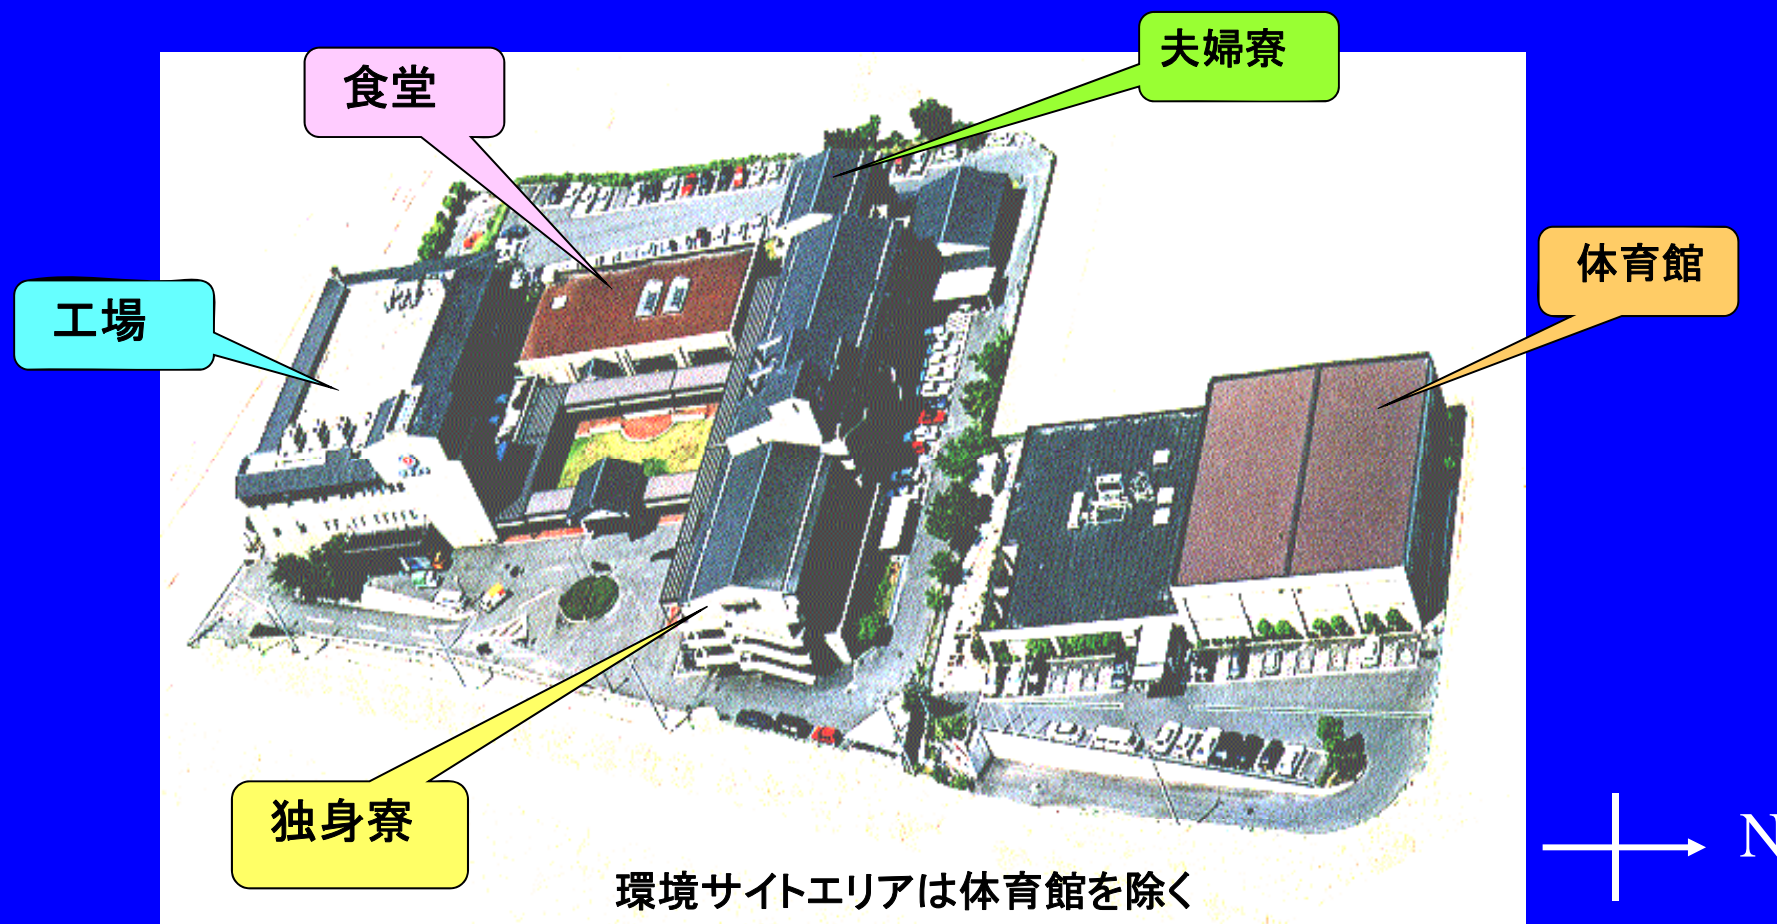 夫婦寮
食堂
体育館
工場
独身寮
N
環境サイトエリアは体育館を除く